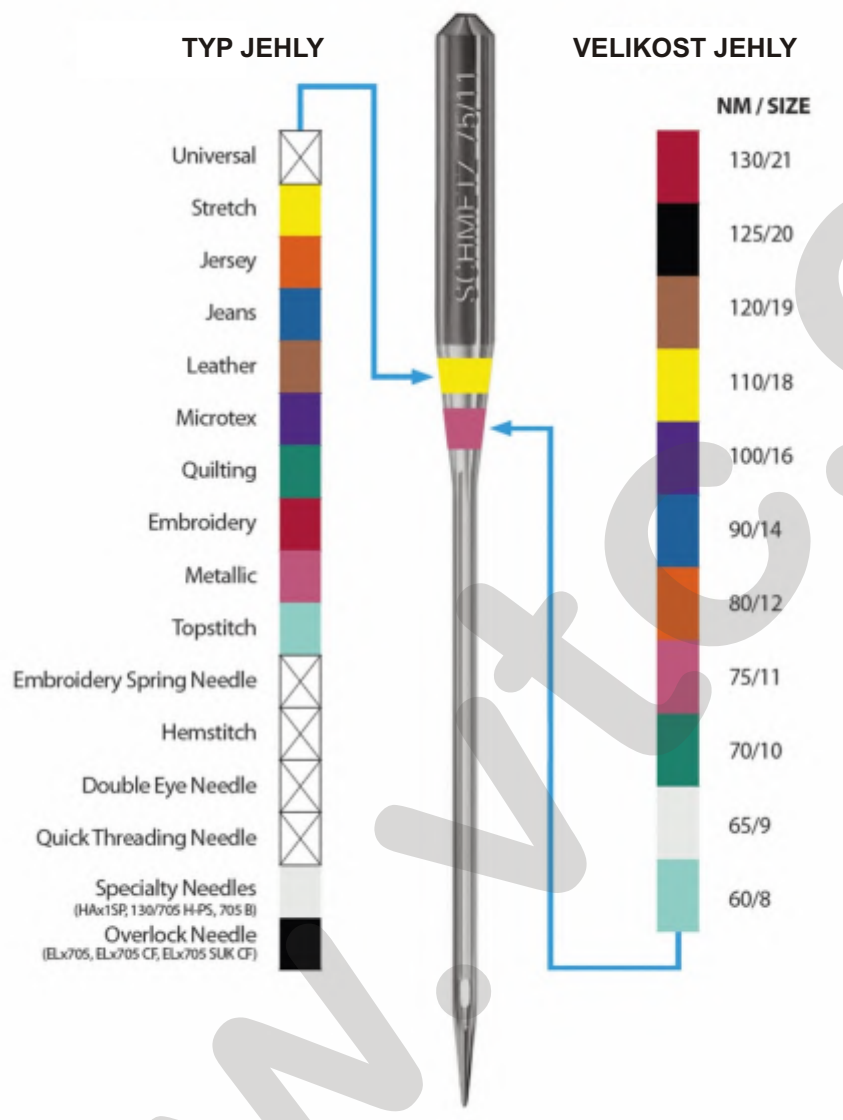 TYP JEHLY
VELIKOST JEHLY
NM / SIZE
Universal
Stretch
Jersey
Jeans
Leather
Microtex
Quilting
Embroidery
Metallic
Topstitch
Embroidery Spring Needle
Hemstitch
Double Eye Needle
Quick Threading Needle
Specialty Needles
(HAx1SP, 130/705 H-PS, 705 B)
Overlock Needle
(ELx705, ELx705 CF, ELx705 SUK CF)
SCHMETZ 75/11
130/21
125/20
120/19
110/18
100/16
90/14
80/12
75/11
70/10
65/9
60/8